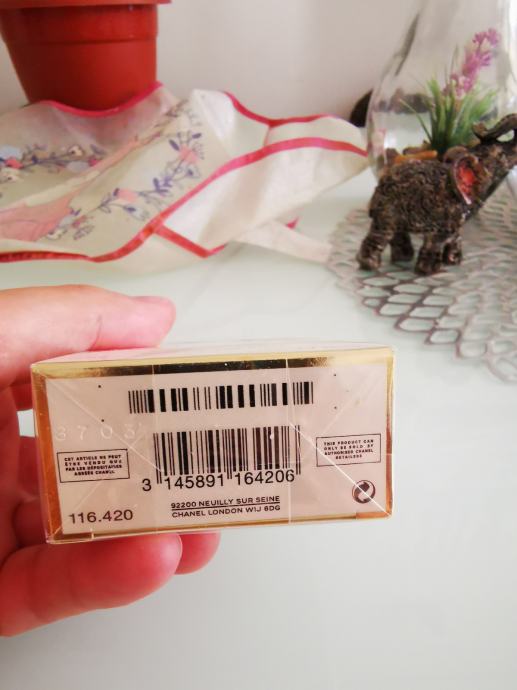 3703
CET ARTICLE NE PEUT
ÊTRE VENDU QUE
PAR LES DÉPOSITAIRES
AGRÉÉS CHANEL
THIS PRODUCT CAN
ONLY BE SOLD BY
AUTHORISED CHANEL
RETAILERS
3 145891 164206
116.420
92200 NEUILLY SUR SEINE
CHANEL LONDON W1J 6DG